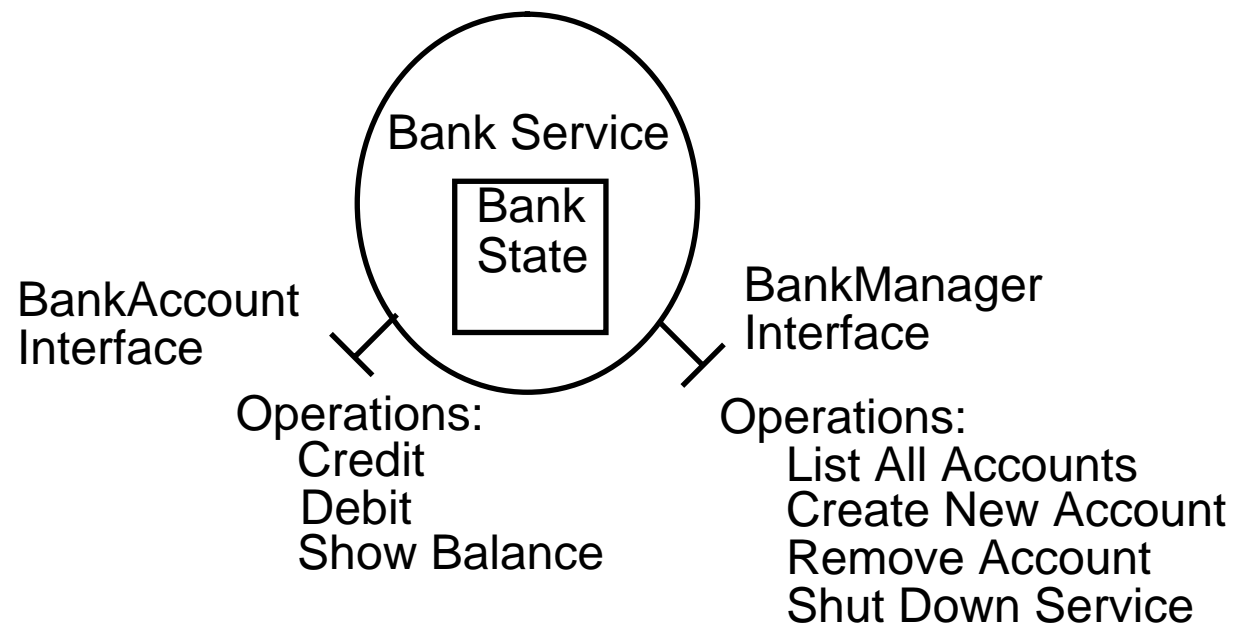 Bank Service
Bank
State
BankAccount
Interface
Operations:
Credit
Debit
Show Balance
BankManager
Interface
Operations:
List All Accounts
Create New Account
Remove Account
Shut Down Service